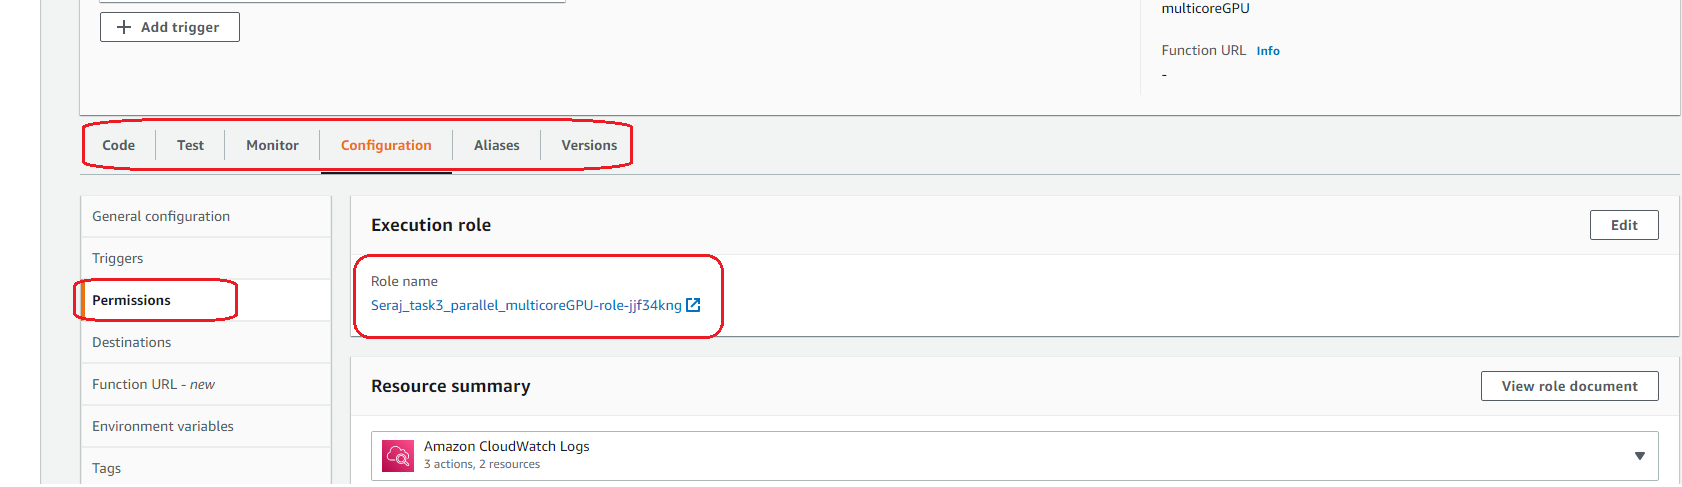 multicoreGPU
Add trigger
Function URL Info
-
Code Test Monitor Configuration Aliases Versions
General configuration
Triggers
Permissions
Destinations
Function URL - new
Environment variables
Tags
Execution role
Edit
Role name
Seraj_task3_parallel_multicoreGPU-role-jjf34kng
Resource summary
View role document
Amazon CloudWatch Logs
3 actions, 2 resources